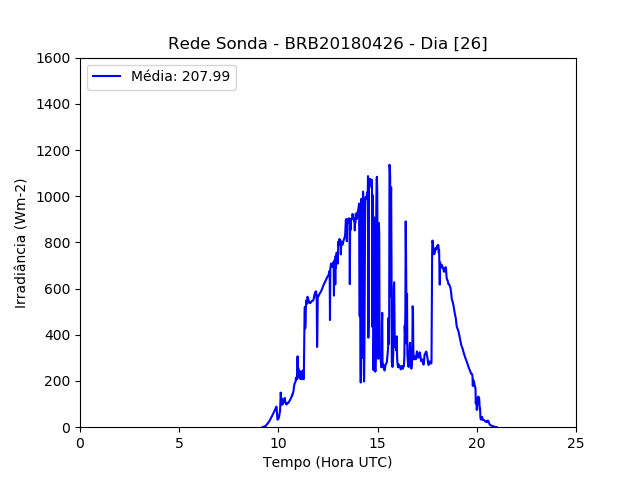 Rede Sonda - BRB20180426 - Dia [26]
Média: 207.99
Irradiância (Wm-2)
1600
1400
1200
1000
800
600
400
200
0
0 5 10 15 20 25
Tempo (Hora UTC)